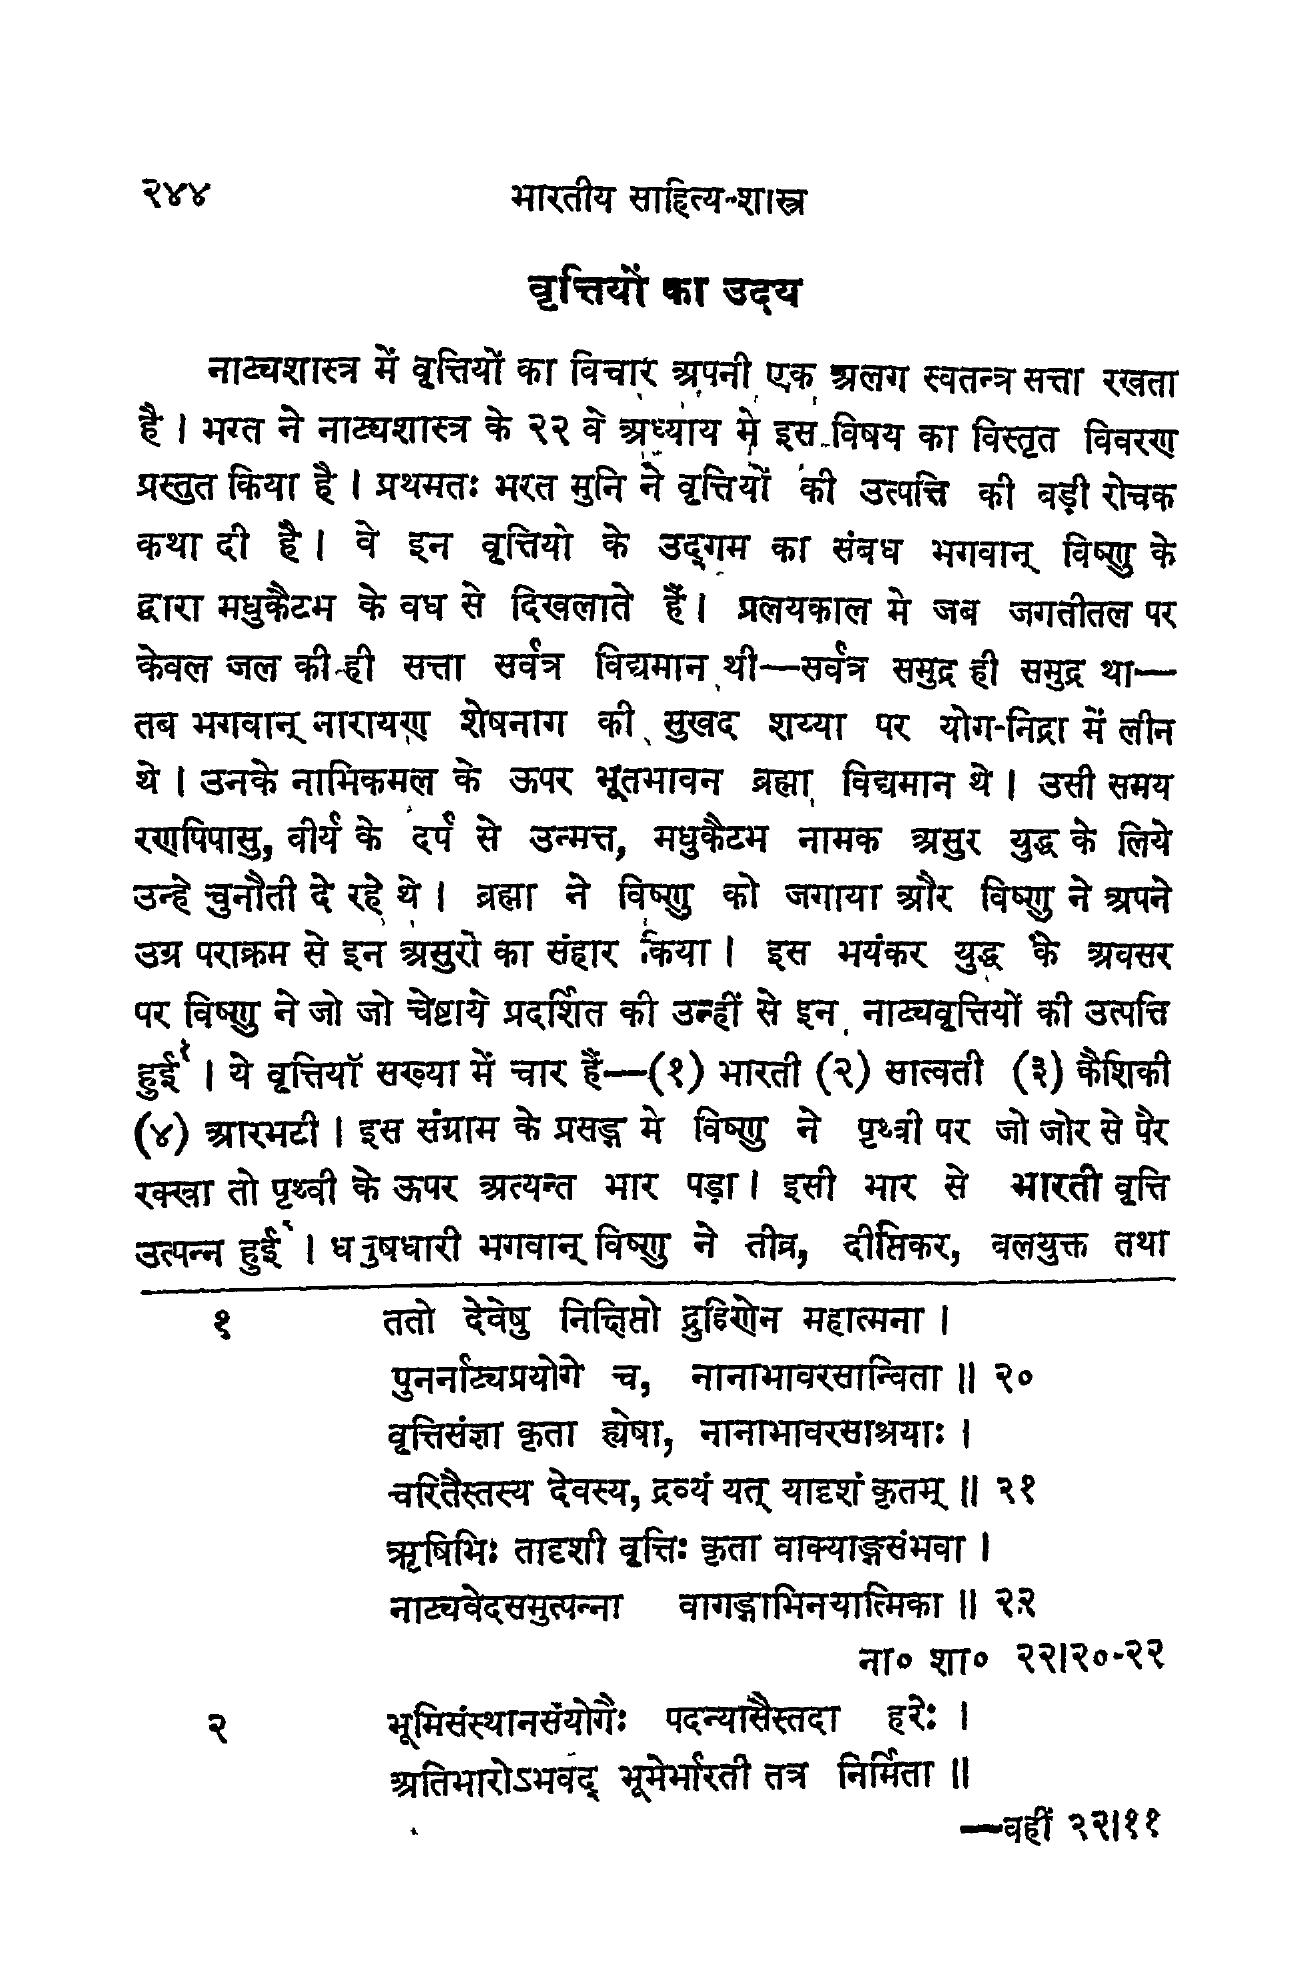 २४४ भारतीय साहित्य-शास्त्र
वृत्तियों का उदय
नाट्यशास्त्र में वृत्तियों का विचार अपनी एक अलग स्वतन्त्र सत्ता रखता
है । भरत ने नाट्यशास्त्र के २२ वे अध्याय मे इस विषय का विस्तृत विवरण
प्रस्तुत किया है । प्रथमतः भरत मुनि ने वृत्तियों की उत्पत्ति की बड़ी रोचक
कथा दी है । वे इन वृत्तियो के उद्गम का संबध भगवान् विष्णु के
द्वारा मधुकैटभ के वध से दिखलाते हैं । प्रलयकाल मे जब जगतीतल पर
केवल जल की ही सत्ता सर्वत्र विद्यमान थी—सर्वत्र समुद्र ही समुद्र था—
तब भगवान् नारायण शेषनाग की सुखद शय्या पर योग-निद्रा में लीन
थे । उनके नाभिकमल के ऊपर भूतभावन ब्रह्मा विद्यमान थे । उसी समय
रणपिपासु, वीर्य के दर्प से उन्मत्त, मधुकैटभ नामक असुर युद्ध के लिये
उन्हे चुनौती दे रहे थे । ब्रह्मा ने विष्णु को जगाया और विष्णु ने अपने
उग्र पराक्रम से इन असुरो का संहार किया । इस भयंकर युद्ध के अवसर
पर विष्णु ने जो जो चेष्टाये प्रदर्शित की उन्हीं से इन नाट्यवृत्तियों की उत्पत्ति
हुई१ । ये वृत्तियॉ सख्या में चार हैं—(१) भारती (२) सात्वती (३) कैशिकी
(४) आरभटी । इस संग्राम के प्रसङ्ग मे विष्णु ने पृथ्वी पर जो जोर से पैर
रक्खा तो पृथ्वी के ऊपर अत्यन्त भार पड़ा । इसी भार से भारती वृत्ति
उत्पन्न हुई । धनुषधारी भगवान् विष्णु ने तीव्र, दीप्तिकर, बलयुक्त तथा
१ ततो देवेषु निक्षिप्तो द्रुहिणेन महात्मना ।
पुनर्नाट्यप्रयोगे च, नानाभावरसान्विता ॥ २०
वृत्तिसंज्ञा कृता ह्येषा, नानाभावरसाश्रयाः ।
चरितैस्तस्य देवस्य, द्रव्यं यत् यादृशं कृतम् ॥ २१
ऋषिभिः तादृशी वृत्तिः कृता वाक्याङ्गसंभवा ।
नाट्यवेदसमुत्पन्ना वागङ्गाभिनयात्मिका ॥ २२
ना० शा० २२।२०-२२
२ भूमिसंस्थानसंयोगैः पदन्यासैस्तदा हरेः ।
अतिभारोऽभवद् भूमेर्भारती तत्र निर्मिता ॥
—वहीं २२।११